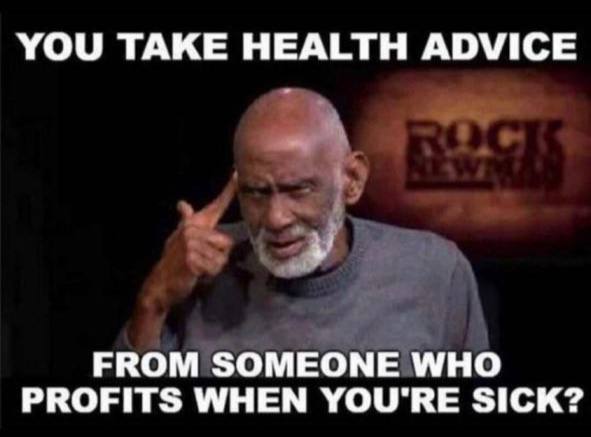 YOU TAKE HEALTH ADVICE
ROCK
NEWMAN
FROM SOMEONE WHO
PROFITS WHEN YOU'RE SICK?